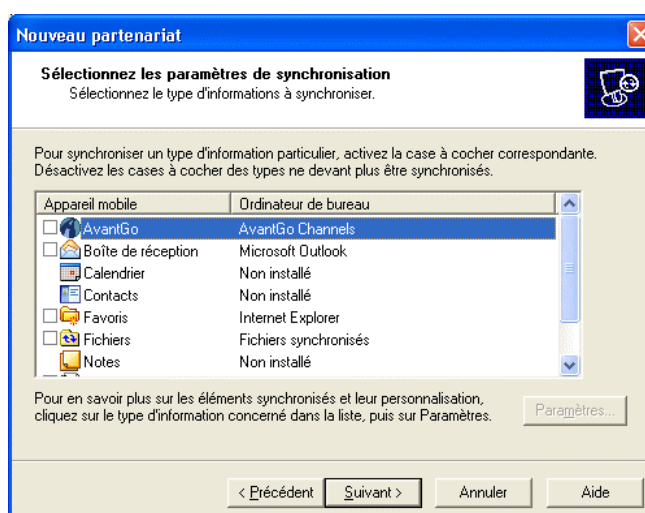 Nouveau partenariat
Sélectionnez les paramètres de synchronisation
Sélectionnez le type d'informations à synchroniser.
Pour synchroniser un type d'information particulier, activez la case à cocher correspondante.
Désactivez les cases à cocher des types ne devant plus être synchronisés.
Appareil mobile Ordinateur de bureau
AvantGo AvantGo Channels
Boîte de réception Microsoft Outlook
Calendrier Non installé
Contacts Non installé
Favoris Internet Explorer
Fichiers Fichiers synchronisés
Notes Non installé
Pour en savoir plus sur les éléments synchronisés et leur personnalisation,
cliquez sur le type d'information concerné dans la liste, puis sur Paramètres.
Paramètres...
< Précédent Suivant > Annuler Aide